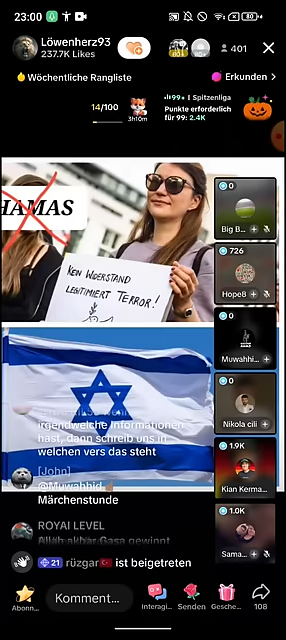 23:00
80
Löwenherz93
237.7K Likes
401
Wöchentliche Rangliste
Erkunden >
14/100
3h10m
99+ | Spitzenliga
Punkte erforderlich
für 99: 2.4K
HAMAS
KEIN WIDERSTAND
LEGITIMIERT TERROR!
0
Big B...
726
Hope8
0
Muwahhi...
0
Nikola cili
1.9K
Kian Kerma...
1.0K
Sama...
irgendwelche Informationen
hast, dann schreib uns in
welchen vers das steht
[John]
@Muwahhid
Märchenstunde
ROYAl LEVEL
Allah akbar Gasa gewinnt
21 rüzgar ist beigetreten
Komment...
Abonn...
Interagi...
Senden
Gesche...
108